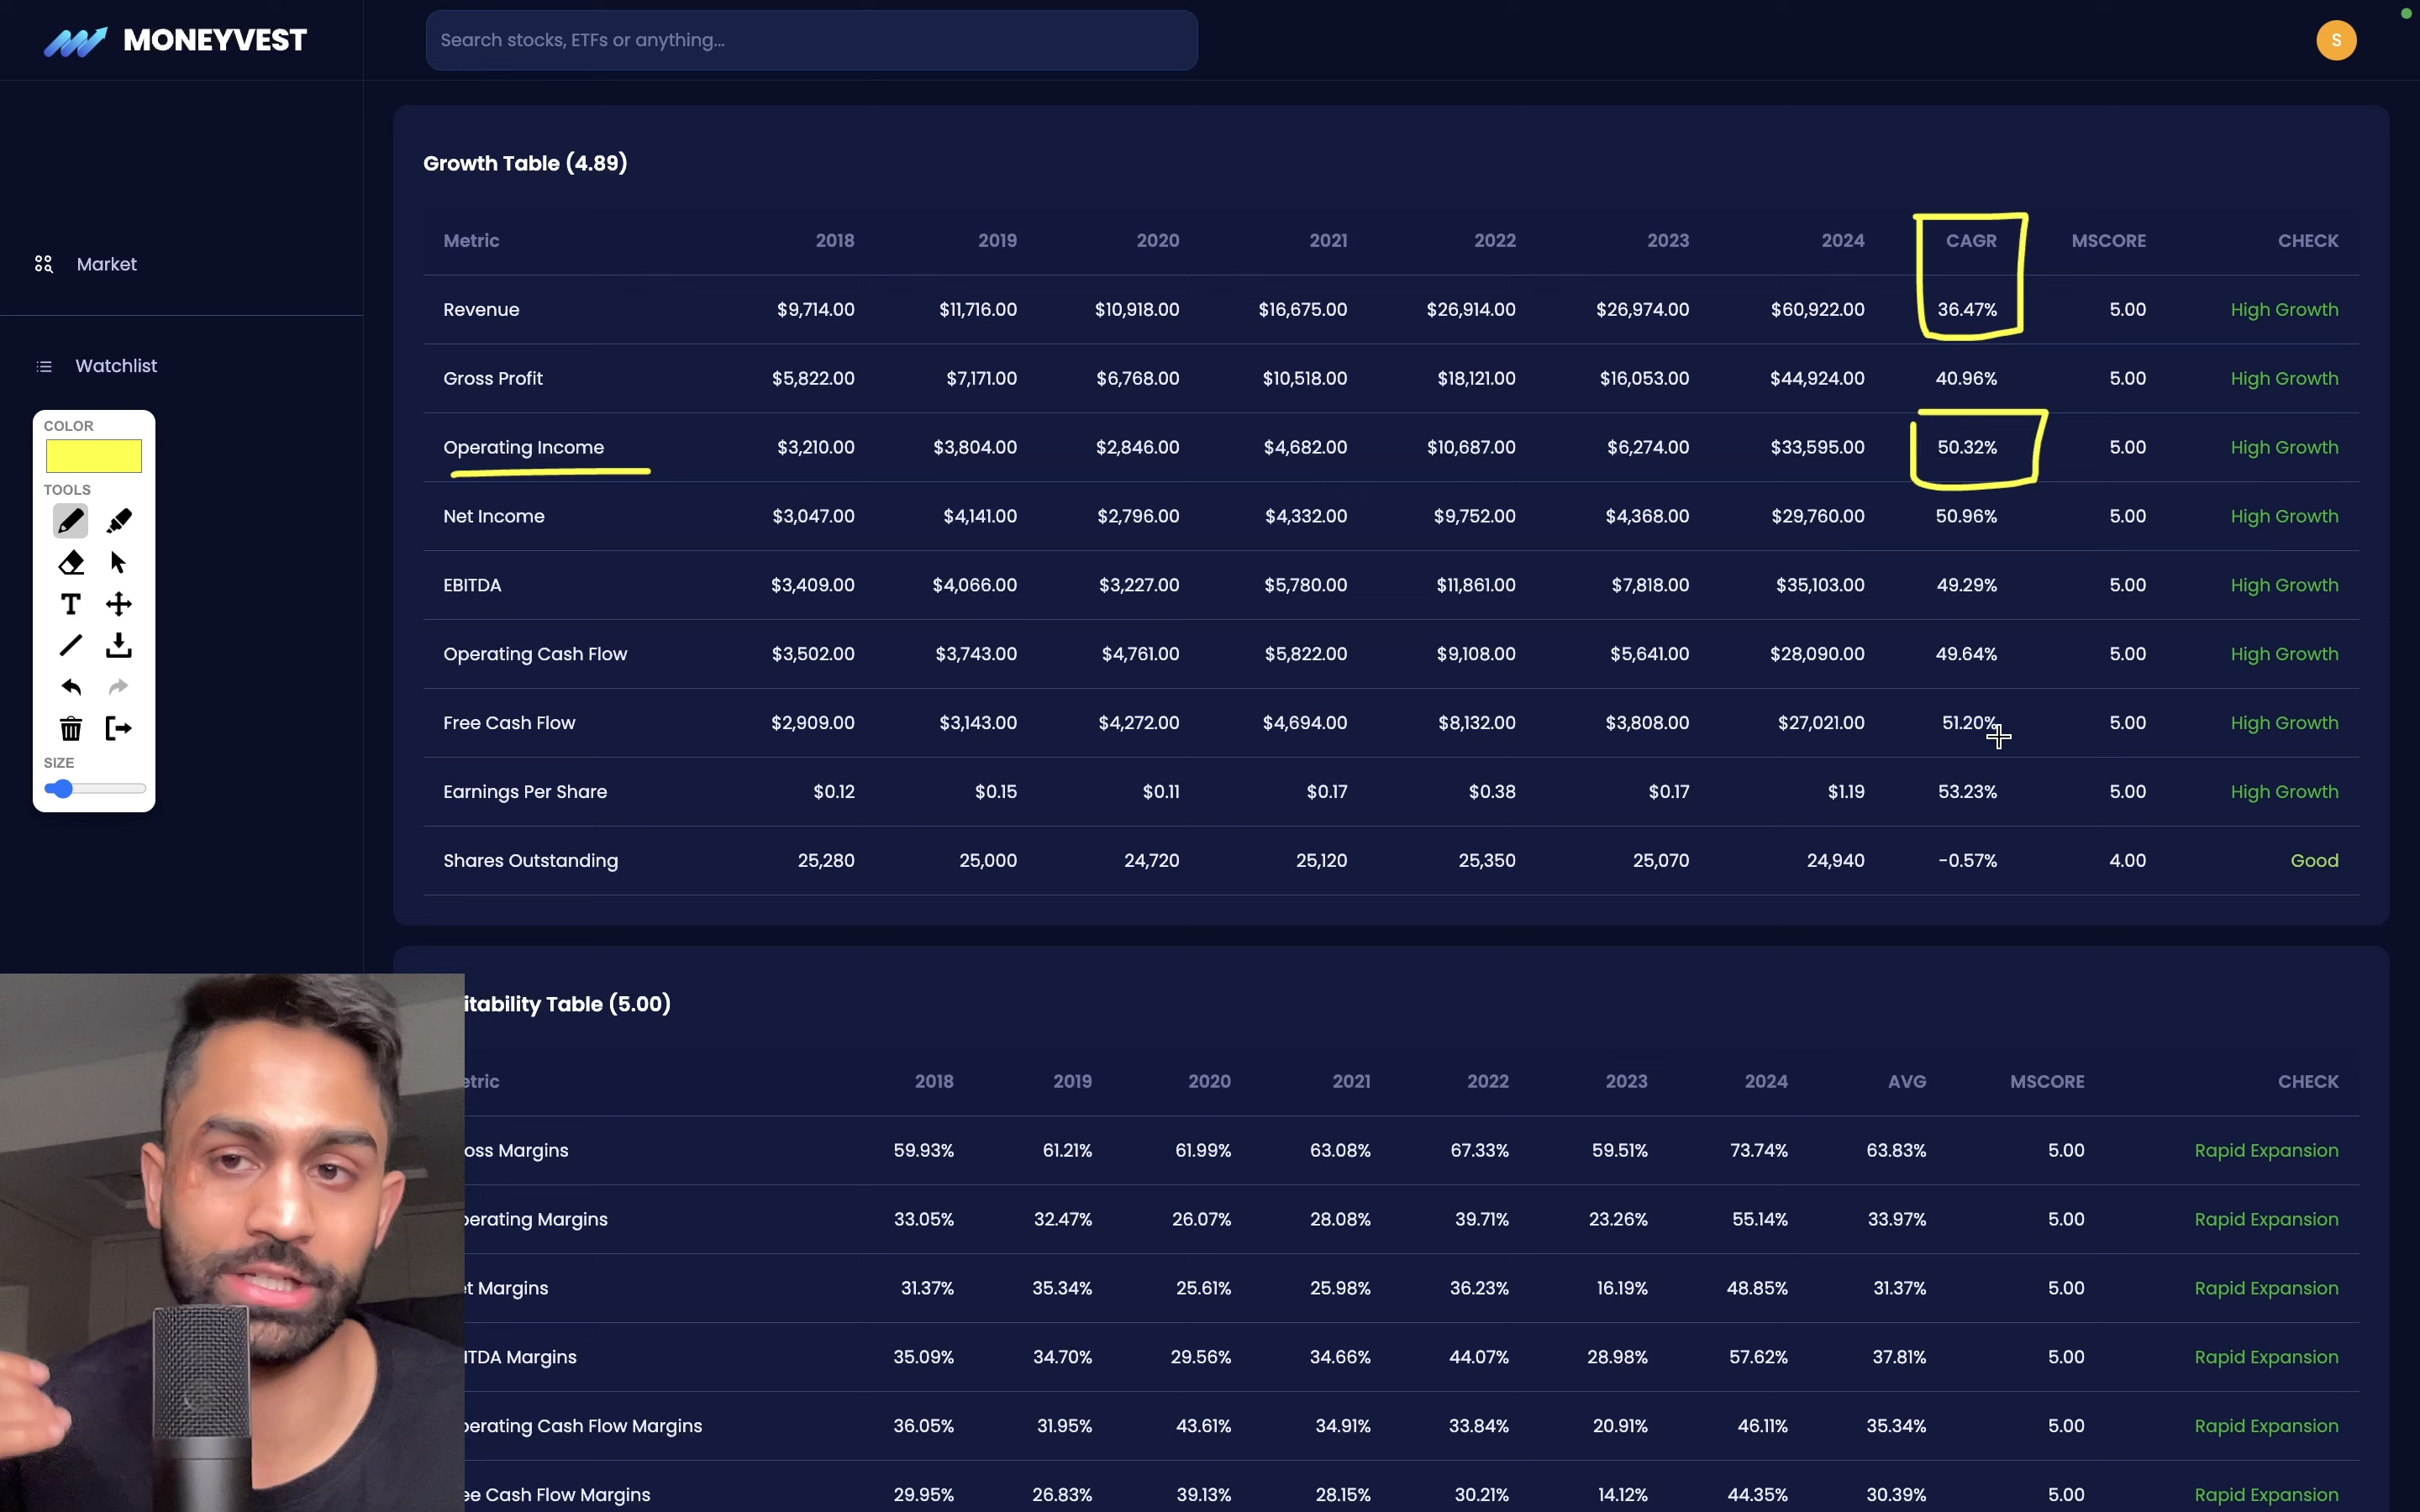 MONEYVEST
Search stocks, ETFs or anything...
S
Market
Watchlist
COLOR
TOOLS
T
SIZE
Growth Table (4.89)
Metric 2018 2019 2020 2021 2022 2023 2024 CAGR MSCORE CHECK
Revenue $9,714.00 $11,716.00 $10,918.00 $16,675.00 $26,914.00 $26,974.00 $60,922.00 36.47% 5.00 High Growth
Gross Profit $5,822.00 $7,171.00 $6,768.00 $10,518.00 $18,121.00 $16,053.00 $44,924.00 40.96% 5.00 High Growth
Operating Income $3,210.00 $3,804.00 $2,846.00 $4,682.00 $10,687.00 $6,274.00 $33,595.00 50.32% 5.00 High Growth
Net Income $3,047.00 $4,141.00 $2,796.00 $4,332.00 $9,752.00 $4,368.00 $29,760.00 50.96% 5.00 High Growth
EBITDA $3,409.00 $4,066.00 $3,227.00 $5,780.00 $11,861.00 $7,818.00 $35,103.00 49.29% 5.00 High Growth
Operating Cash Flow $3,502.00 $3,743.00 $4,761.00 $5,822.00 $9,108.00 $5,641.00 $28,090.00 49.64% 5.00 High Growth
Free Cash Flow $2,909.00 $3,143.00 $4,272.00 $4,694.00 $8,132.00 $3,808.00 $27,021.00 51.20% 5.00 High Growth
Earnings Per Share $0.12 $0.15 $0.11 $0.17 $0.38 $0.17 $1.19 53.23% 5.00 High Growth
Shares Outstanding 25,280 25,000 24,720 25,120 25,350 25,070 24,940 -0.57% 4.00 Good
itability Table (5.00)
etric 2018 2019 2020 2021 2022 2023 2024 AVG MSCORE CHECK
oss Margins 59.93% 61.21% 61.99% 63.08% 67.33% 59.51% 73.74% 63.83% 5.00 Rapid Expansion
perating Margins 33.05% 32.47% 26.07% 28.08% 39.71% 23.26% 55.14% 33.97% 5.00 Rapid Expansion
et Margins 31.37% 35.34% 25.61% 25.98% 36.23% 16.19% 48.85% 31.37% 5.00 Rapid Expansion
ITDA Margins 35.09% 34.70% 29.56% 34.66% 44.07% 28.98% 57.62% 37.81% 5.00 Rapid Expansion
perating Cash Flow Margins 36.05% 31.95% 43.61% 34.91% 33.84% 20.91% 46.11% 35.34% 5.00 Rapid Expansion
ee Cash Flow Margins 29.95% 26.83% 39.13% 28.15% 30.21% 14.12% 44.35% 30.39% 5.00 Rapid Expansion